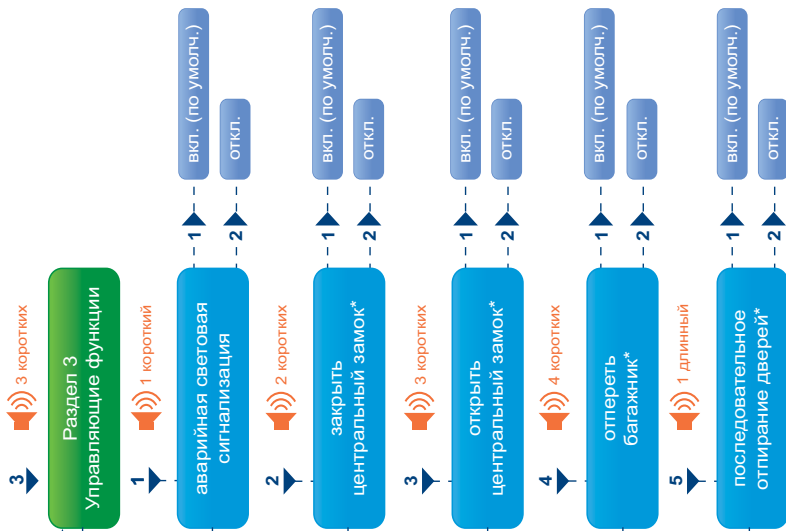 3
3 коротких
Раздел 3
Управляющие функции
1
1 короткий
аварийная световая
сигнализация
1
вкл. (по умолч.)
2
откл.
2
2 коротких
закрыть
центральный замок*
1
вкл. (по умолч.)
2
откл.
3
3 коротких
открыть
центральный замок*
1
вкл. (по умолч.)
2
откл.
4
4 коротких
отпереть
багажник*
1
вкл. (по умолч.)
2
откл.
5
1 длинный
последовательное
отпирание дверей*
1
вкл. (по умолч.)
2
откл.